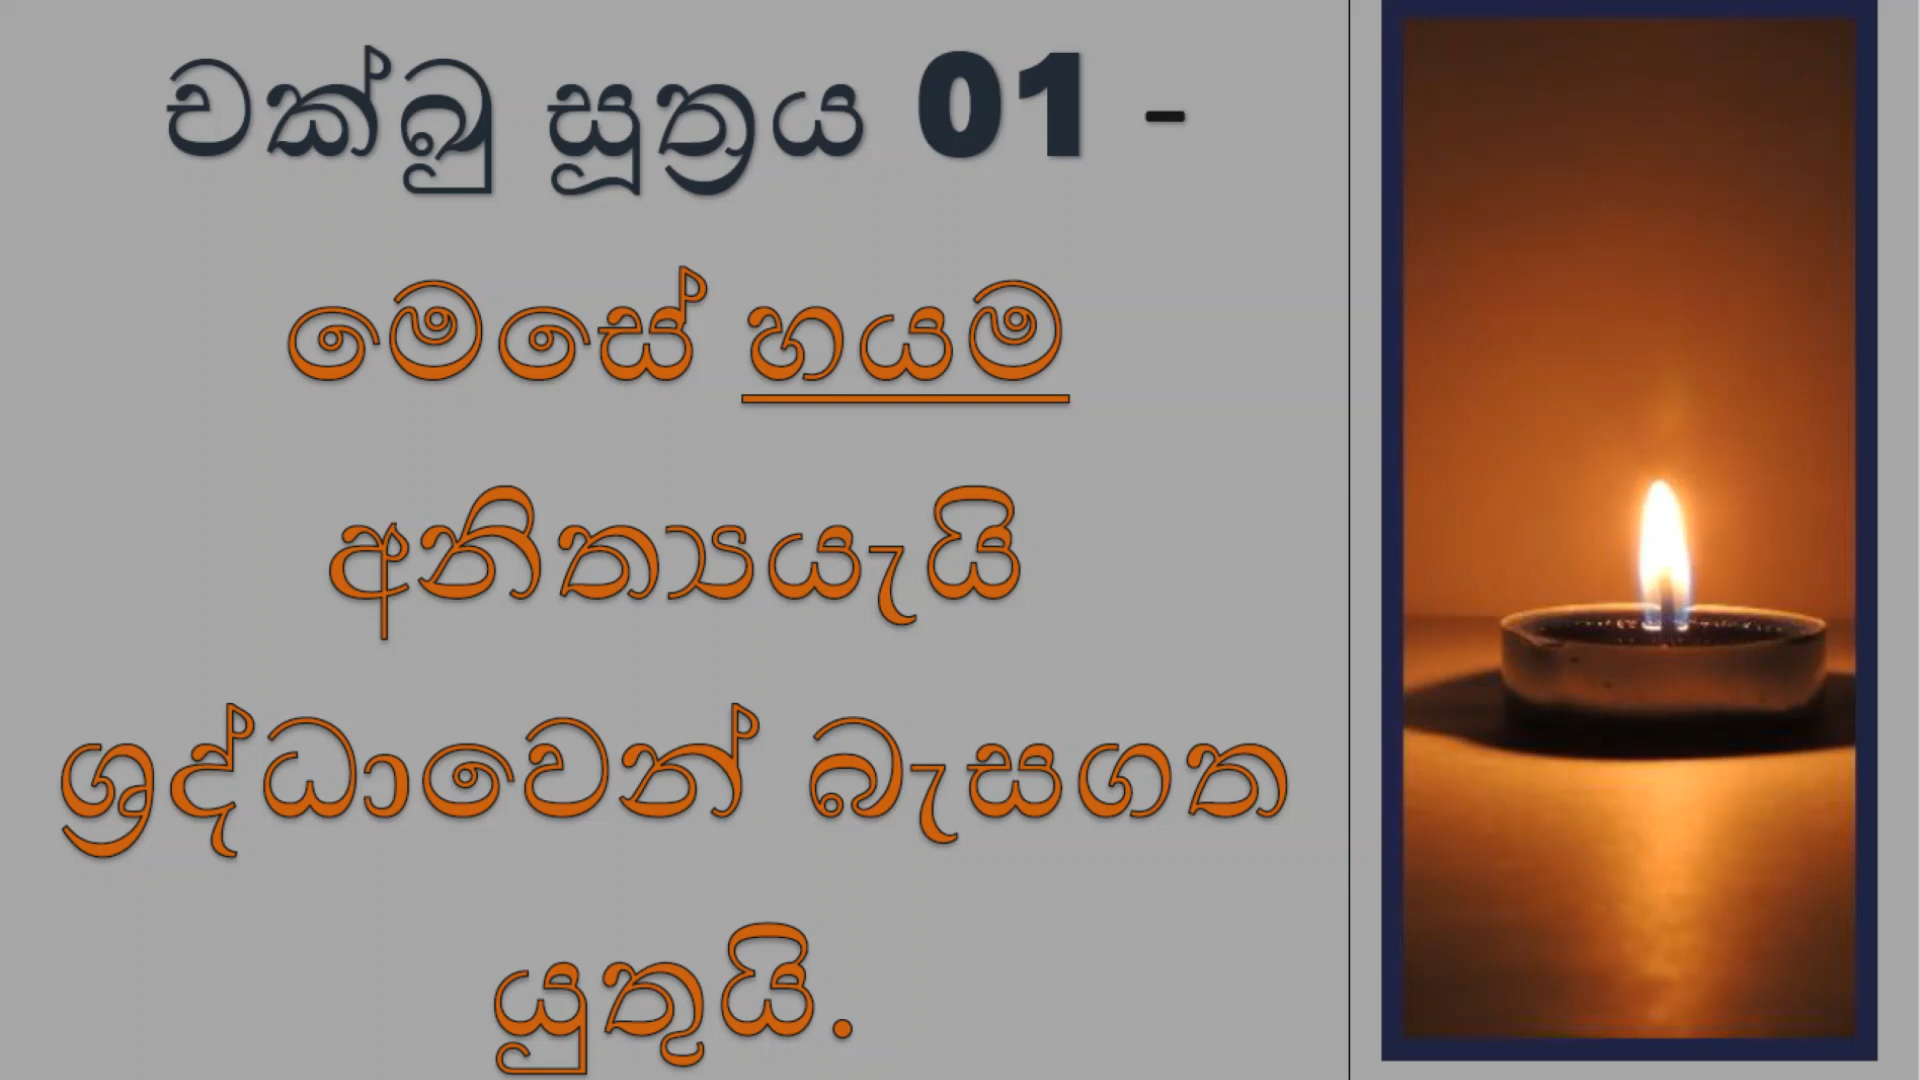 චක්ඛු සූත්‍රය 01 -
මෙසේ හයම
අනිත්‍යයැයි
ශ්‍රද්ධාවෙන් බැසගත
යුතුයි.